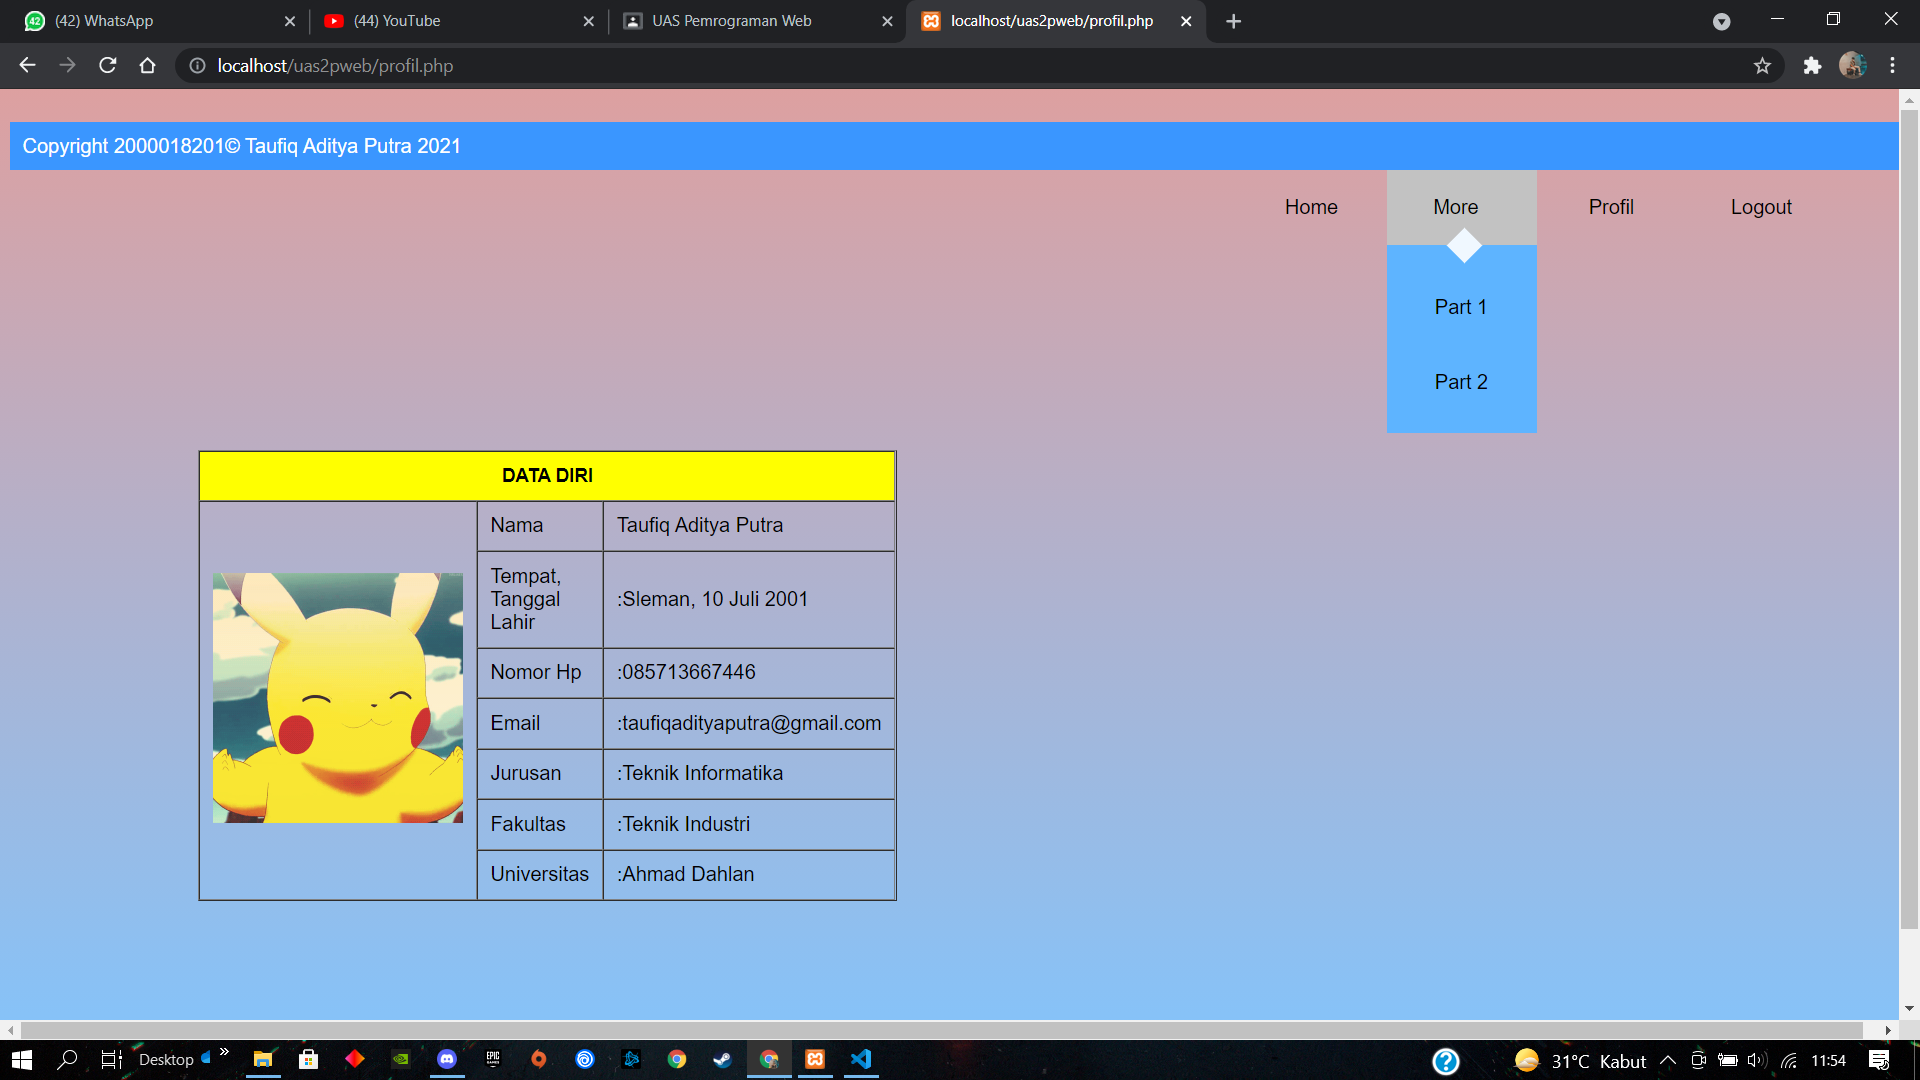 (42) WhatsApp
(44) YouTube
UAS Pemrograman Web
localhost/uas2pweb/profil.php
localhost/uas2pweb/profil.php
Copyright 2000018201© Taufiq Aditya Putra 2021
Home
More
Profil
Logout
Part 1
Part 2
DATA DIRI
Nama
Taufiq Aditya Putra
Tempat,
Tanggal
Lahir
:Sleman, 10 Juli 2001
Nomor Hp
:085713667446
Email
:taufiqadityaputra@gmail.com
Jurusan
:Teknik Informatika
Fakultas
:Teknik Industri
Universitas
:Ahmad Dahlan
Desktop
EPIC
GAMES
31°C Kabut
11:54